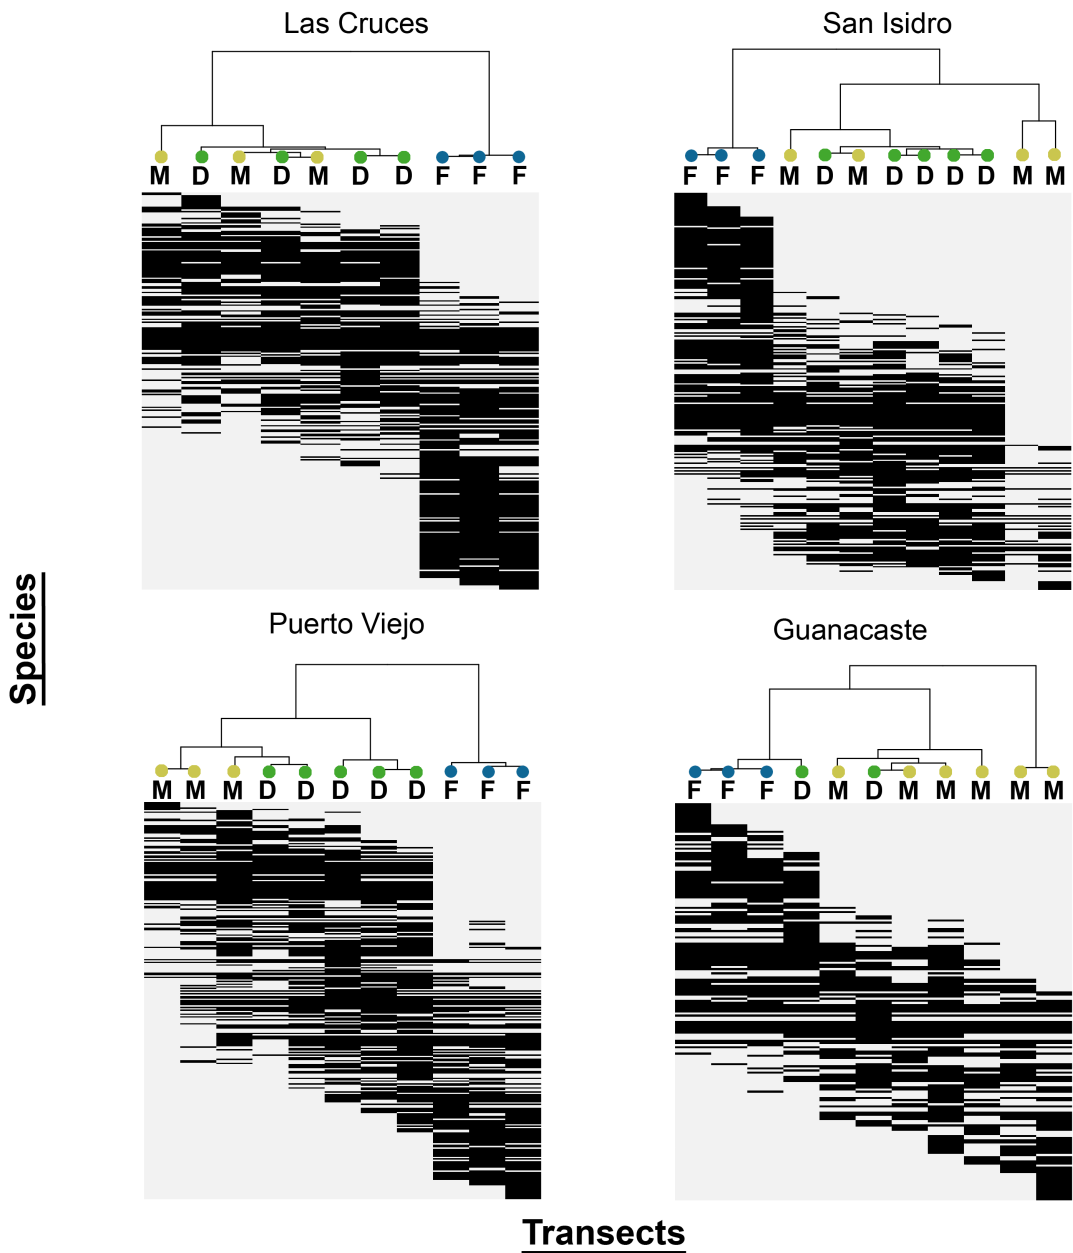 Las Cruces
San Isidro
M D M D M D D F F F
F F F M D M D D D D M M
Species
Puerto Viejo
Guanacaste
M M M D D D D D F F F
F F F D M D M M M M M
Transects